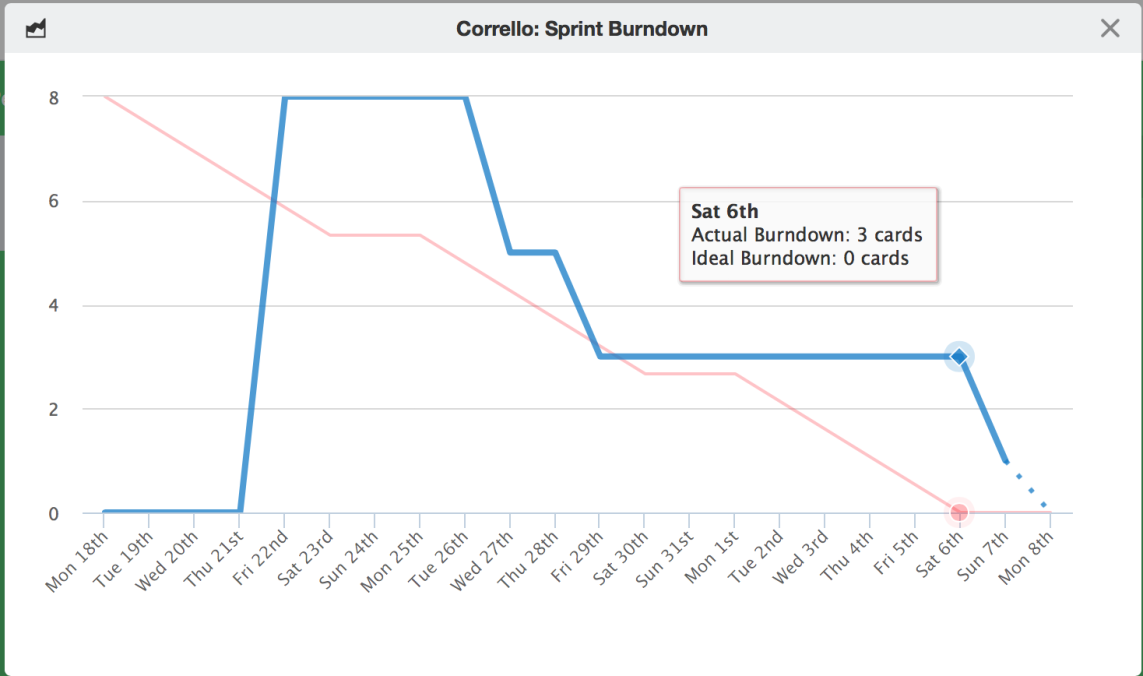 Corrello: Sprint Burndown
8
6
4
2
0
Sat 6th
Actual Burndown: 3 cards
Ideal Burndown: 0 cards
Mon 18th
Tue 19th
Wed 20th
Thu 21st
Fri 22nd
Sat 23rd
Sun 24th
Mon 25th
Tue 26th
Wed 27th
Thu 28th
Fri 29th
Sat 30th
Sun 31st
Mon 1st
Tue 2nd
Wed 3rd
Thu 4th
Fri 5th
Sat 6th
Sun 7th
Mon 8th